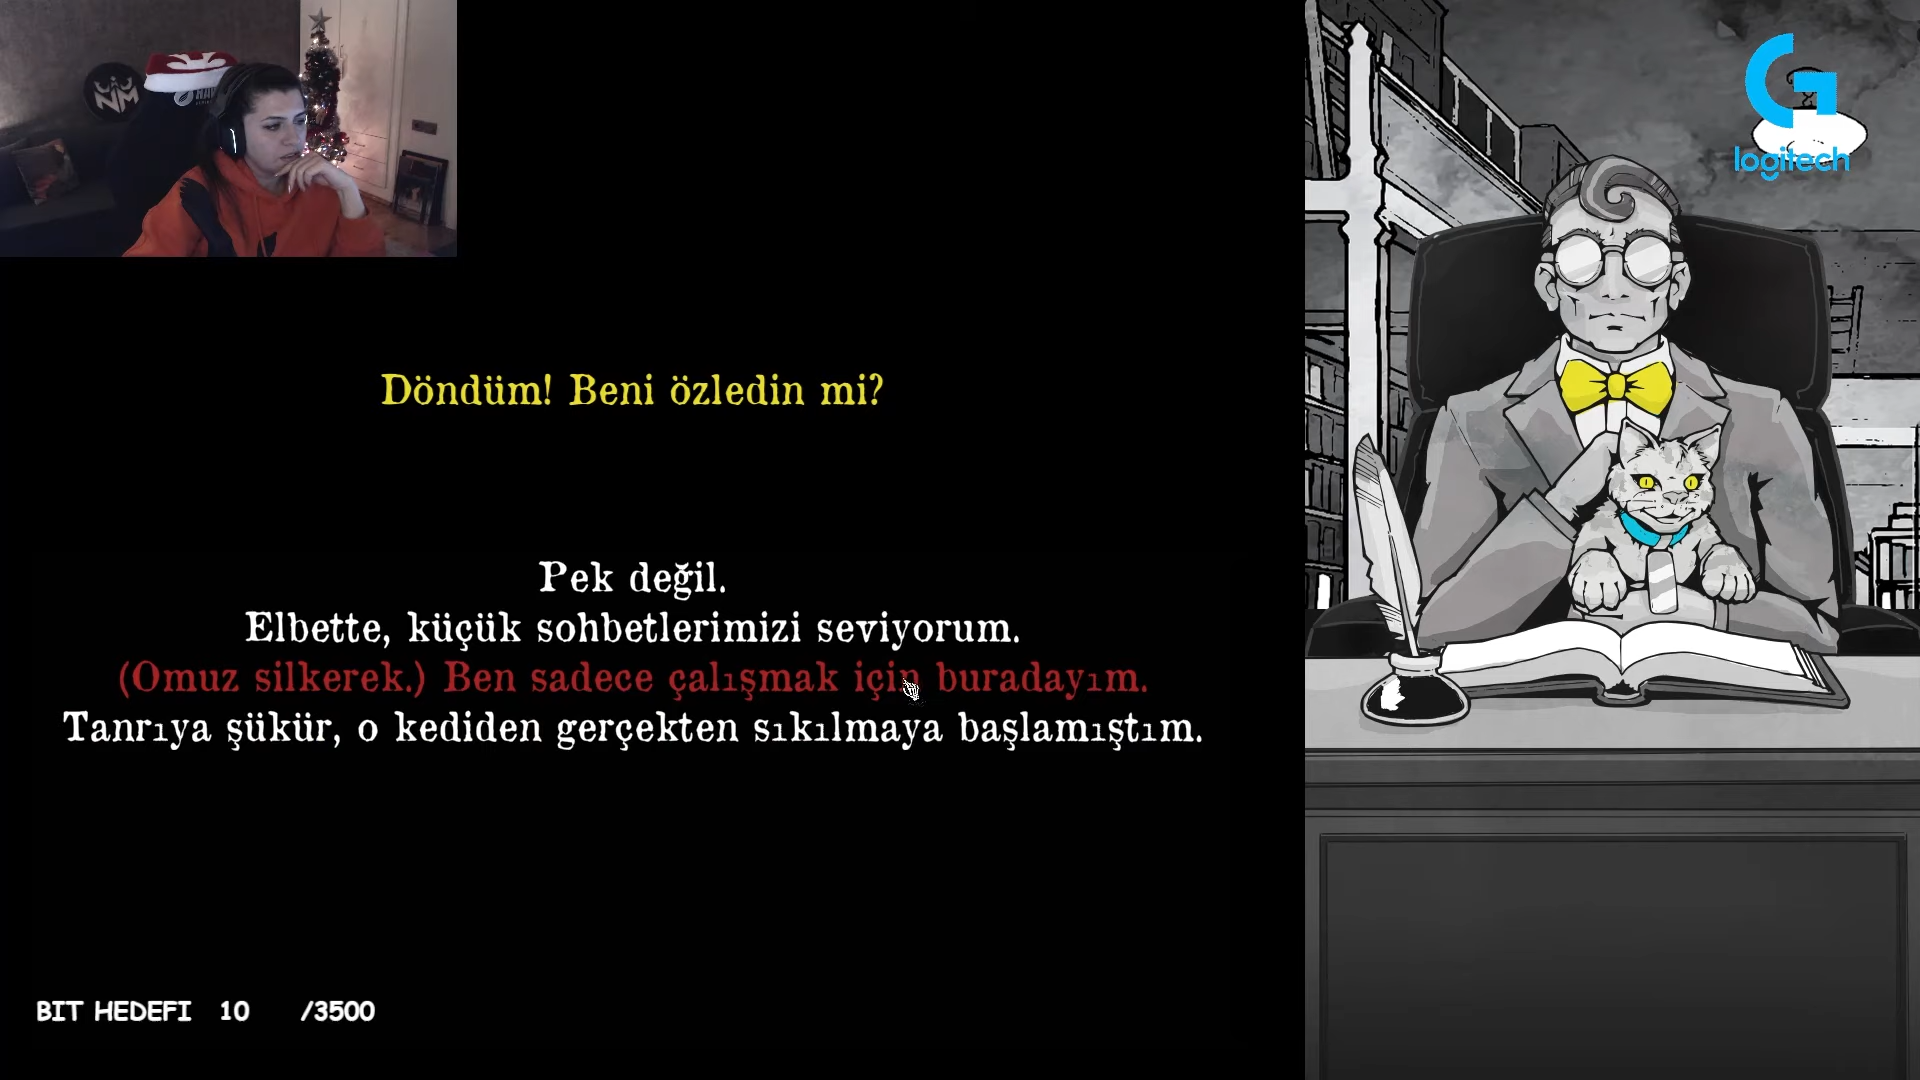 NM
logitech
Döndüm! Beni özledin mi?
Pek değil.
Elbette, küçük sohbetlerimizi seviyorum.
(Omuz silkerek.) Ben sadece çalışmak için buradayım.
Tanrıya şükür, o kediden gerçekten sıkılmaya başlamıştım.
BIT HEDEFI 10 /3500